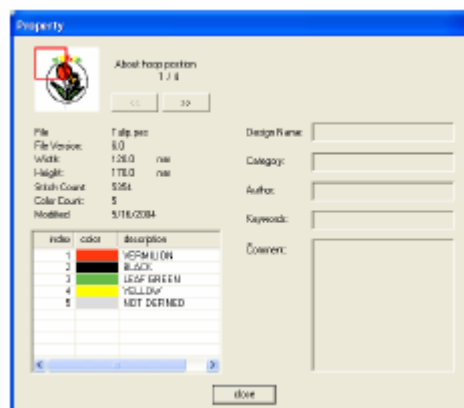 Property
About hoop position
1 / 4
<< >>
File Tulip.pes
File Version: 6.0
Width: 128.0 mm
Height: 178.0 mm
Stitch Count:
Color Count: 5
Modified: 5/16/2004
index color description
1 VERMILION
2 BLACK
3 LEAF GREEN
4 YELLOW
5 NOT DEFINED
Design Name:
Category:
Author:
Keywords:
Comment:
close